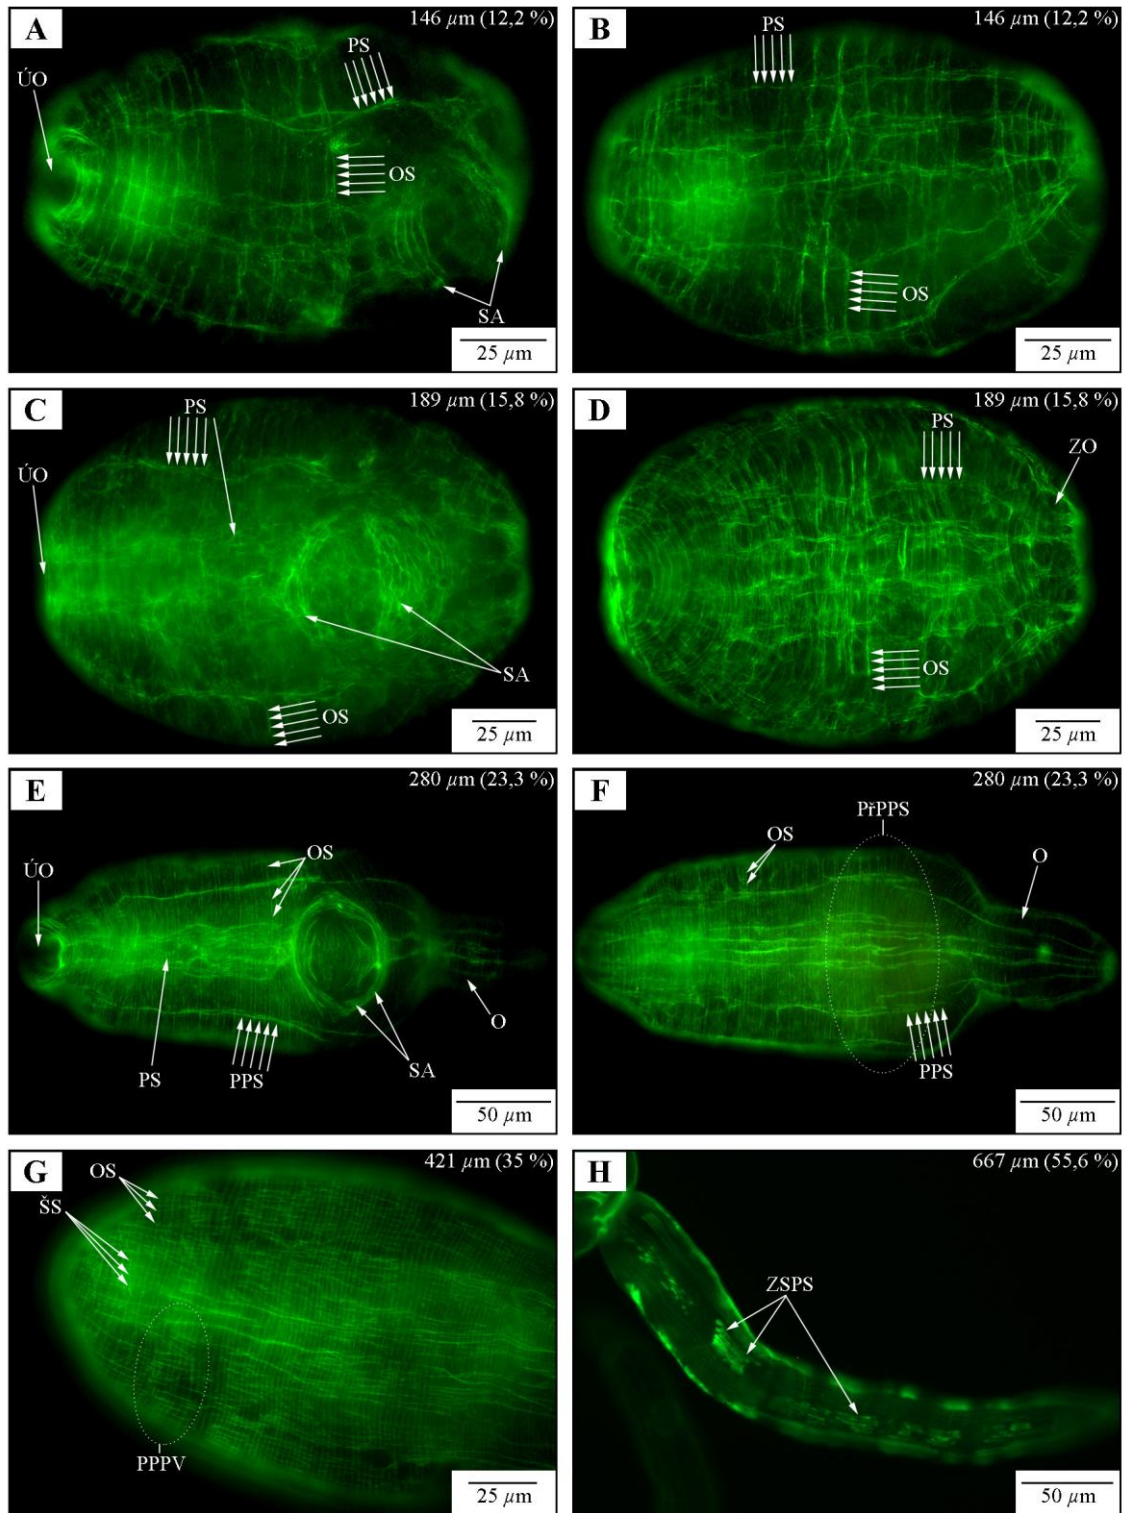 A
146 µm (12,2 %)
PS
ÚO
OS
SA
25 µm
B
146 µm (12,2 %)
PS
OS
25 µm
C
189 µm (15,8 %)
PS
ÚO
SA
OS
25 µm
D
189 µm (15,8 %)
PS
ZO
OS
25 µm
E
280 µm (23,3 %)
OS
ÚO
O
PS
PPS
SA
50 µm
F
280 µm (23,3 %)
PřPPS
OS
O
PPS
50 µm
G
421 µm (35 %)
OS
ŠS
PPPV
25 µm
H
667 µm (55,6 %)
ZSPS
50 µm